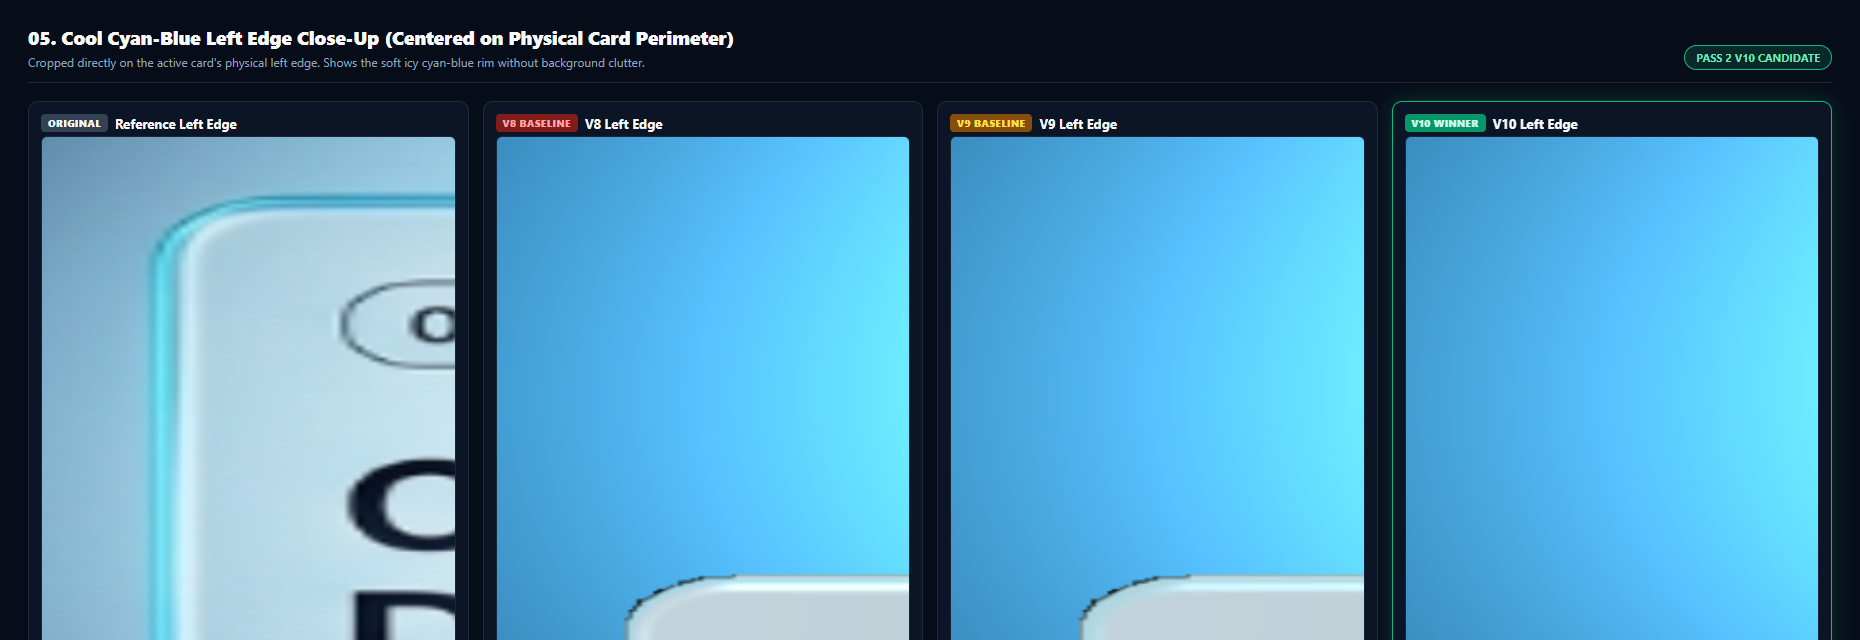 05. Cool Cyan-Blue Left Edge Close-Up (Centered on Physical Card Perimeter)
Cropped directly on the active card's physical left edge. Shows the soft icy cyan-blue rim without background clutter.
PASS 2 V10 CANDIDATE
ORIGINAL Reference Left Edge
V8 BASELINE V8 Left Edge
V9 BASELINE V9 Left Edge
V10 WINNER V10 Left Edge